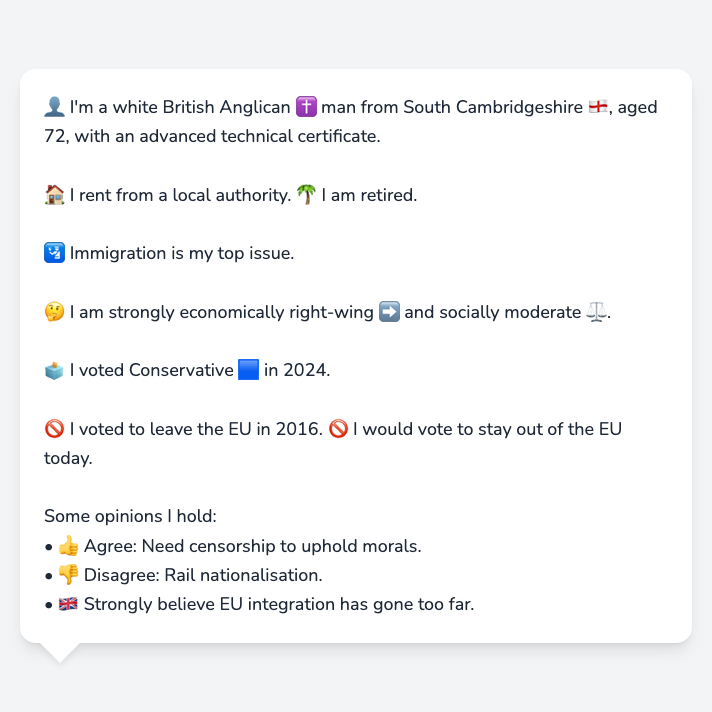 👤 I'm a white British Anglican ✝️ man from South Cambridgeshire 🏴󠁧󠁢󠁥󠁮󠁧󠁿, aged
72, with an advanced technical certificate.
🏠 I rent from a local authority. 🌴 I am retired.
🛂 Immigration is my top issue.
🤔 I am strongly economically right-wing ➡️ and socially moderate ⚖️.
🗳️ I voted Conservative 🟦 in 2024.
🚫 I voted to leave the EU in 2016. 🚫 I would vote to stay out of the EU
today.
Some opinions I hold:
• 👍 Agree: Need censorship to uphold morals.
• 👎 Disagree: Rail nationalisation.
• 🇬🇧 Strongly believe EU integration has gone too far.